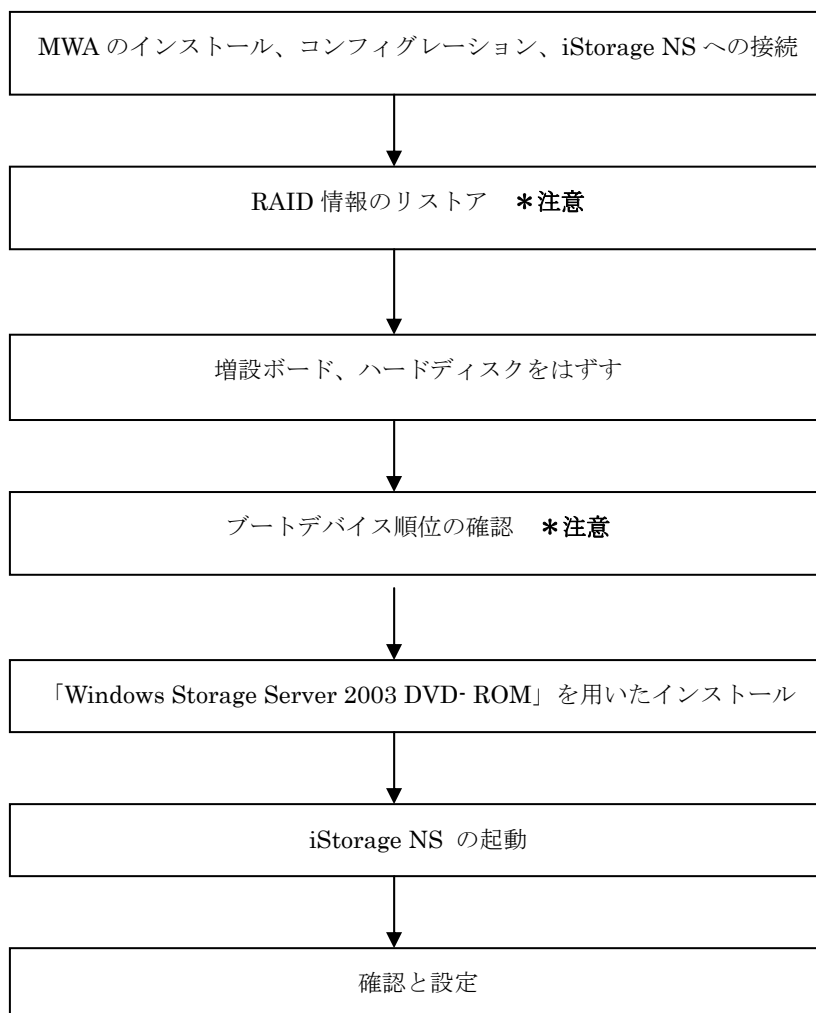 MWA のインストール、コンフィグレーション、iStorage NS への接続
RAID 情報のリストア ＊注意
増設ボード、ハードディスクをはずす
ブートデバイス順位の確認 ＊注意
「Windows Storage Server 2003 DVD- ROM」を用いたインストール
iStorage NS の起動
確認と設定